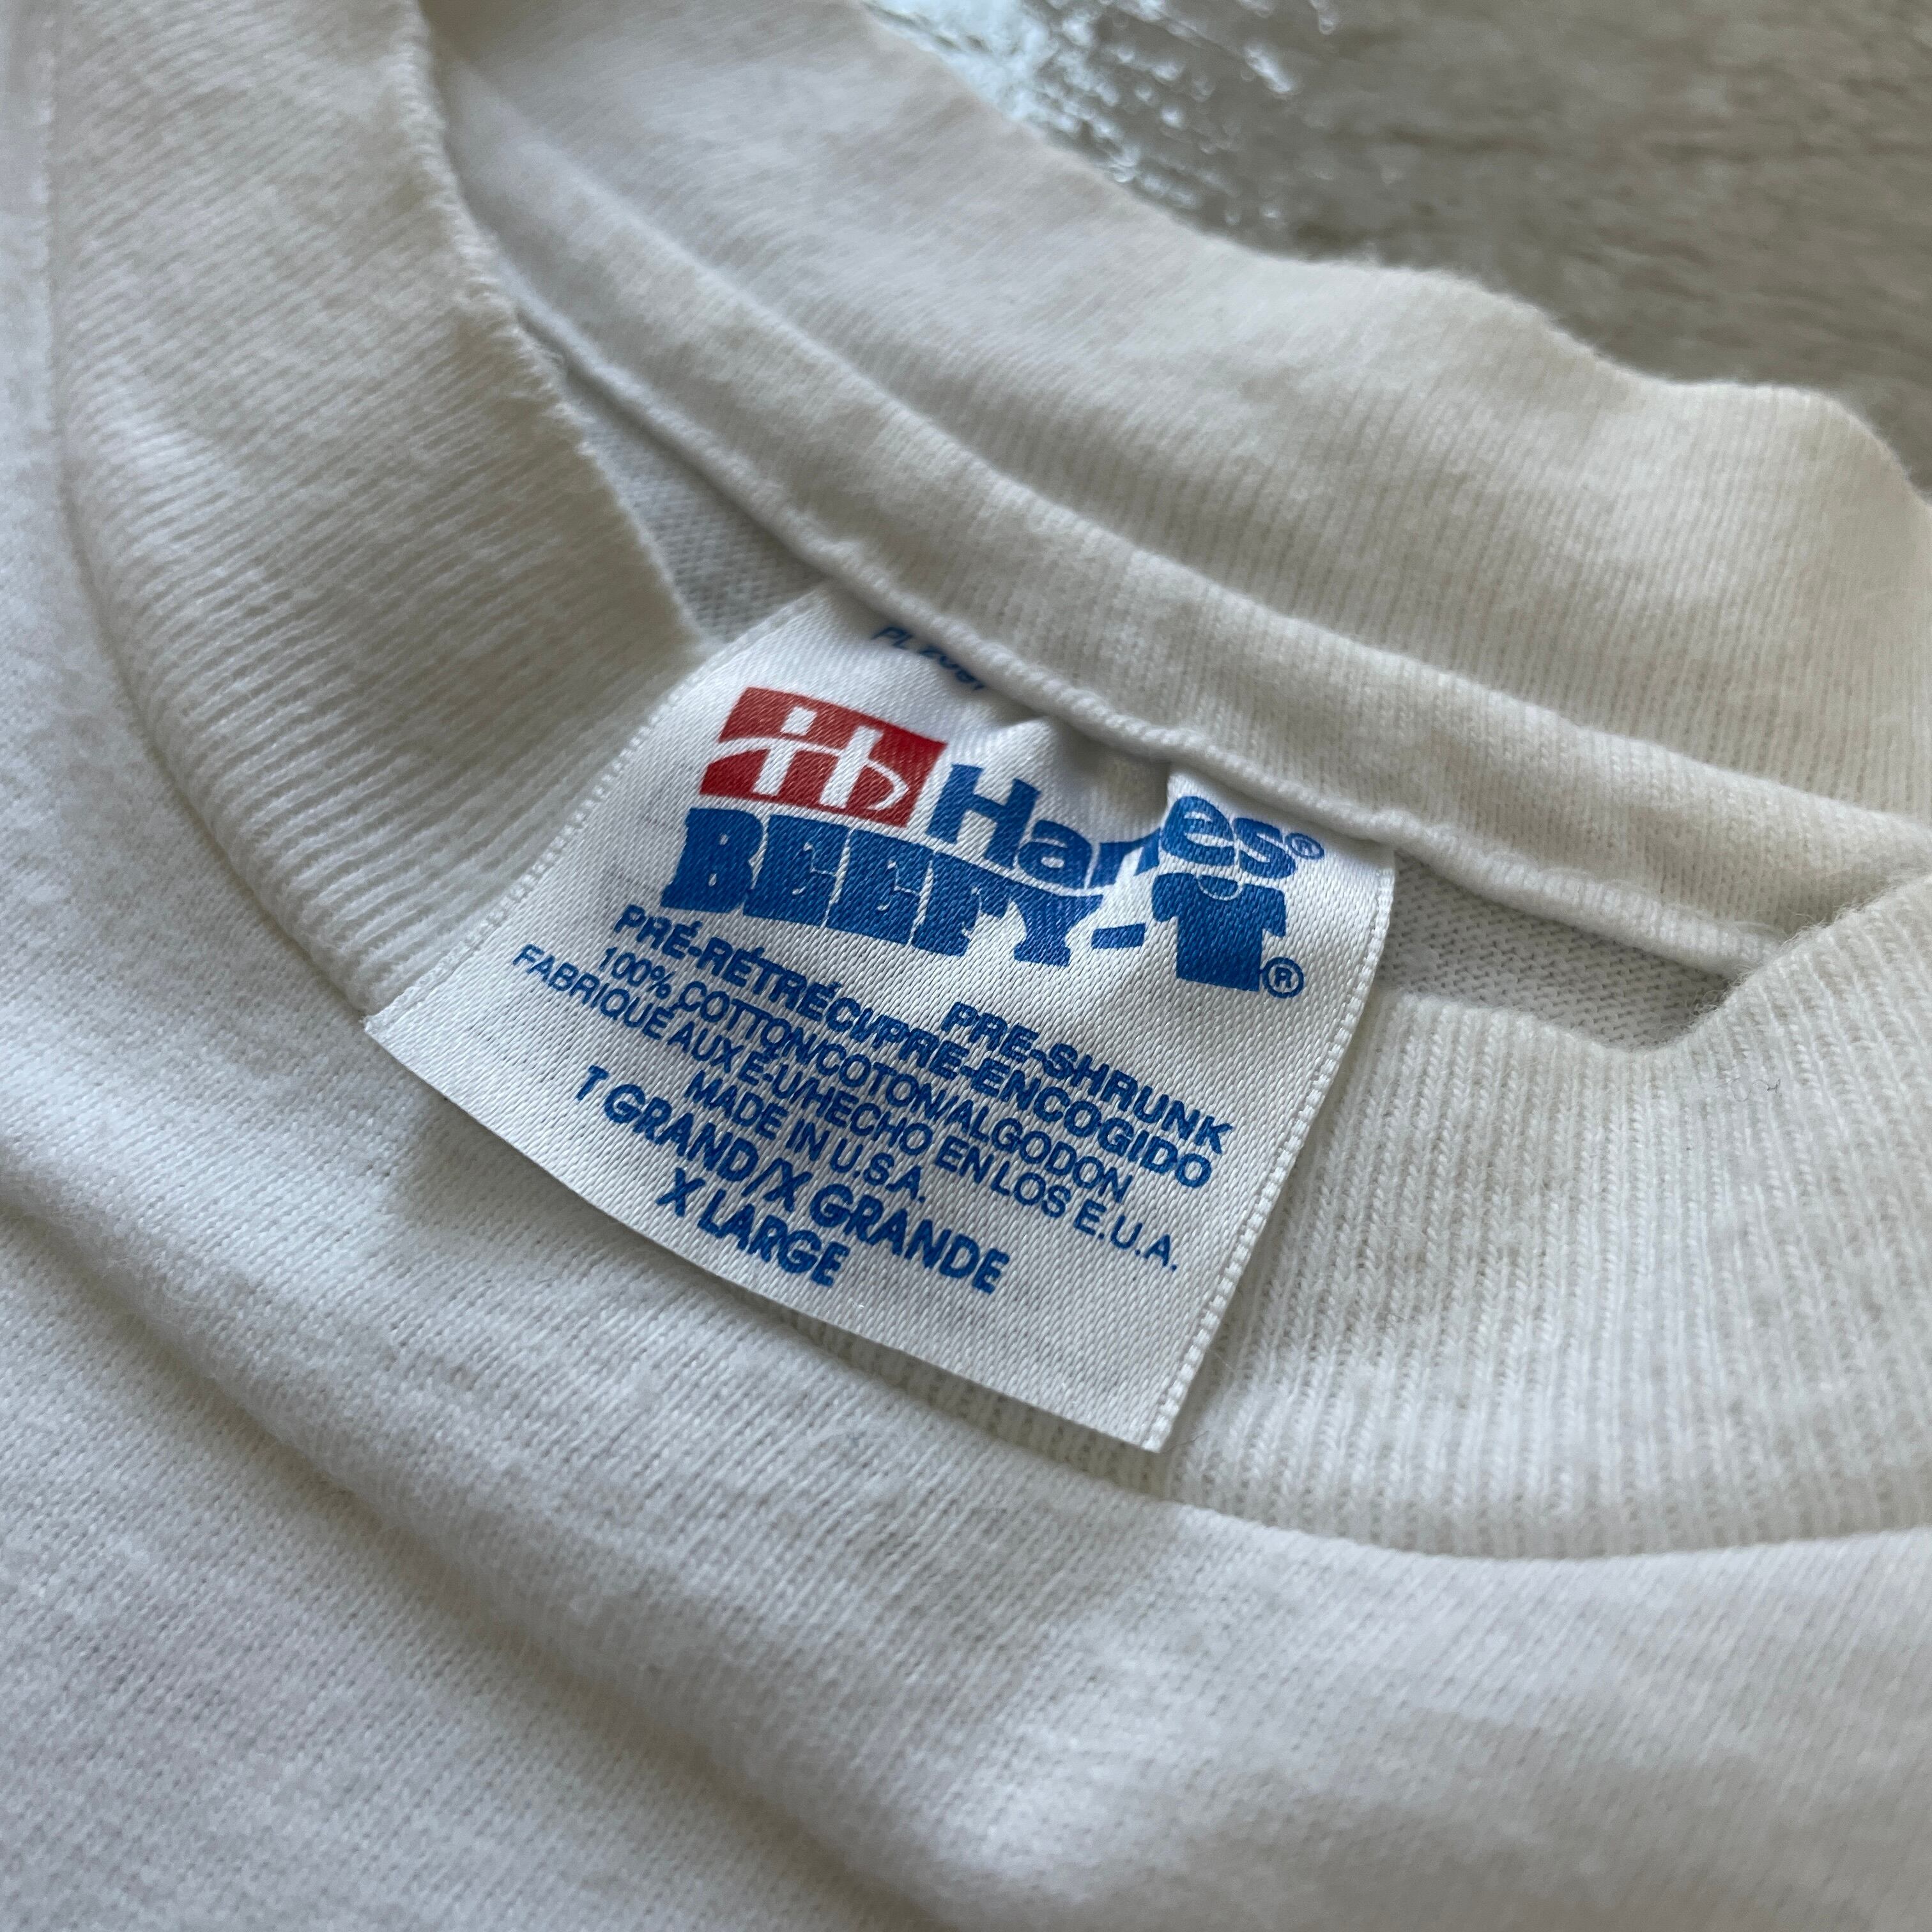 Hanes®
BEEFY-T®
PRE-SHRUNK
PRÉ-RÉTRÉCI/PRE-ENCOGIDO
100% COTTON/COTON/ALGODON
FABRIQUÉ AUX É-U/HECHO EN LOS E.U.A.
MADE IN U.S.A.
T GRAND/X GRANDE
X LARGE